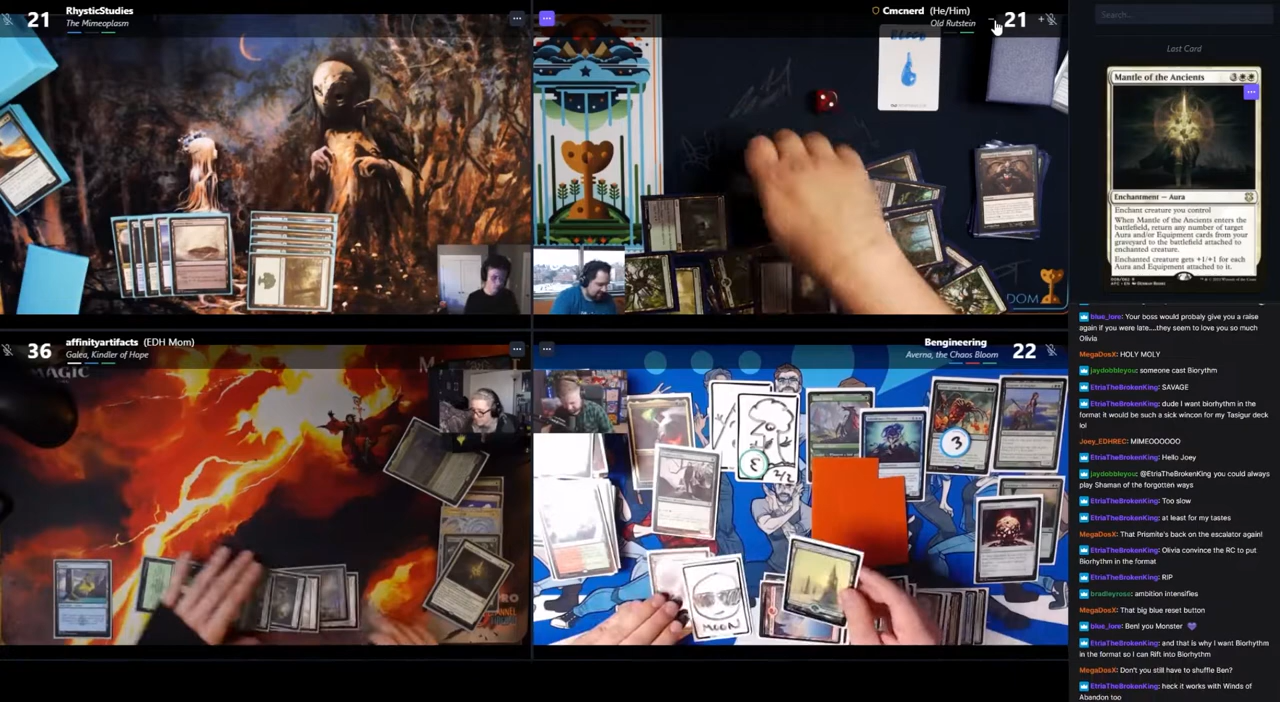 21
RhysticStudies
The Mimeoplasm
...
...
Cmcnerd (He/Him)
Old Rutstein
- 21 +
DOM
36
affinityartifacts (EDH Mom)
Galea, Kindler of Hope
...
...
Bengineering
Averna, the Chaos Bloom
22
MAGIC
3
3
2/2
MOON
Search...
Last Card
Mantle of the Ancients
3
...
Enchantment — Aura
Enchant creature you control
When Mantle of the Ancients enters the
battlefield, return any number of target
Aura and/or Equipment cards from your
graveyard to the battlefield attached to
enchanted creature.
Enchanted creature gets +1/+1 for each
Aura and Equipment attached to it.
blue_lore: Your boss would probaly give you a raise
again if you were late....they seem to love you so much
Olivia
MegaDosX: HOLY MOLY
jaydobbleyou: someone cast Biorythm
EtriaTheBrokenKing: SAVAGE
EtriaTheBrokenKing: dude I want biorhythm in the
format it would be such a sick wincon for my Tasigur deck
lol
Joey_EDHREC: MIMEOOOOOO
EtriaTheBrokenKing: Hello Joey
jaydobbleyou: @EtriaTheBrokenKing you could always
play Shaman of the forgotten ways
EtriaTheBrokenKing: Too slow
EtriaTheBrokenKing: at least for my tastes
MegaDosX: That Prismite's back on the escalator again!
EtriaTheBrokenKing: Olivia convince the RC to put
Biorhythm in the format
EtriaTheBrokenKing: RIP
bradleyrose: ambition intensifies
MegaDosX: That big blue reset button
blue_lore: Ben! you Monster 💜
EtriaTheBrokenKing: and that is why I want Biorhythm
in the format so I can Rift into Biorhythm
MegaDosX: Don't you still have to shuffle Ben?
EtriaTheBrokenKing: heck it works with Winds of
Abandon too